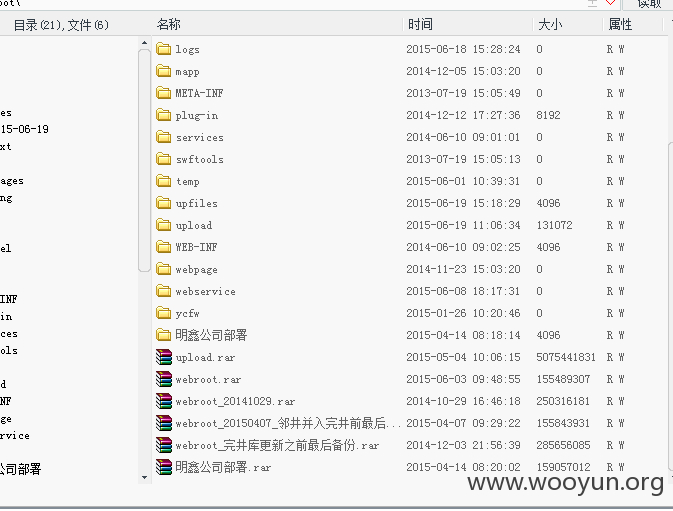 oot\
读取
目录(21),文件(6)
名称 时间 大小 属性
logs 2015-06-18 15:28:24 0 R W
mapp 2014-12-05 15:03:20 0 R W
META-INF 2013-07-19 15:05:49 0 R W
es plug-in 2014-12-12 17:27:36 8192 R W
15-06-19 services 2014-06-10 09:01:01 0 R W
xt swftools 2013-07-19 15:05:13 0 R W
ages temp 2015-06-01 10:39:31 0 R W
ng upfiles 2015-06-19 15:18:29 4096 R W
upload 2015-06-19 11:06:34 131072 R W
el WEB-INF 2014-06-10 09:02:25 4096 R W
webpage 2014-11-23 15:03:20 0 R W
INF webservice 2015-06-08 18:17:31 0 R W
in ycfw 2015-01-26 10:20:46 0 R W
ces 明鑫公司部署 2015-04-14 08:18:14 4096 R W
ols upload.rar 2015-05-04 10:06:15 5075441831 R W
d webroot.rar 2015-06-03 09:48:55 155489307 R W
NF webroot_20141029.rar 2014-10-29 16:46:18 250316181 R W
ge webroot_20150407_邻井并入完井前最后... 2015-04-07 09:29:22 155843931 R W
rvice webroot_完井库更新之前最后备份.rar 2014-12-03 21:56:39 285656085 R W
公司部署 明鑫公司部署.rar 2015-04-14 08:20:02 159057012 R W
www.wooyun.org